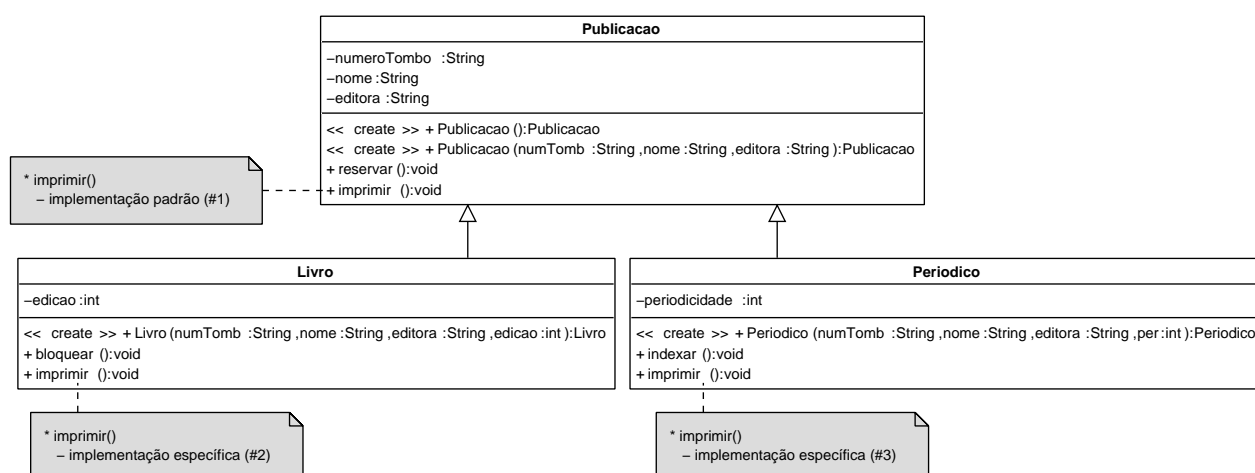 Publicacao
−numeroTombo :String
−nome :String
−editora :String
<< create >> + Publicacao ():Publicacao
<< create >> + Publicacao (numTomb :String ,nome :String ,editora :String ):Publicacao
+ reservar ():void
+ imprimir ():void
* imprimir()
− implementação padrão (#1)
Livro
−edicao :int
<< create >> + Livro (numTomb :String ,nome :String ,editora :String ,edicao :int ):Livro
+ bloquear ():void
+ imprimir ():void
Periodico
−periodicidade :int
<< create >> + Periodico (numTomb :String ,nome :String ,editora :String ,per :int ):Periodico
+ indexar ():void
+ imprimir ():void
* imprimir()
− implementação específica (#2)
* imprimir()
− implementação específica (#3)